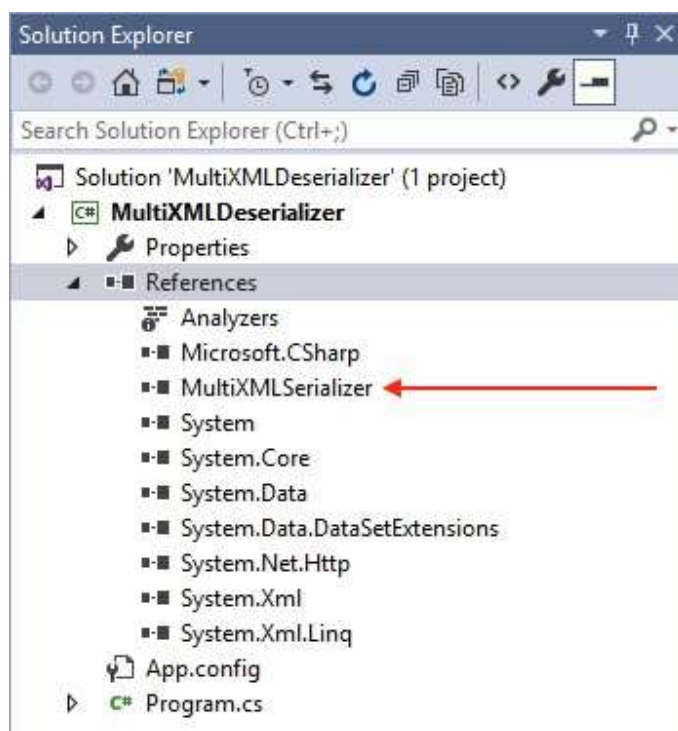 Solution Explorer
Search Solution Explorer (Ctrl+;)
Solution 'MultiXMLDeserializer' (1 project)
C# MultiXMLDeserializer
Properties
References
Analyzers
Microsoft.CSharp
MultiXMLSerializer
System
System.Core
System.Data
System.Data.DataSetExtensions
System.Net.Http
System.Xml
System.Xml.Linq
App.config
C# Program.cs